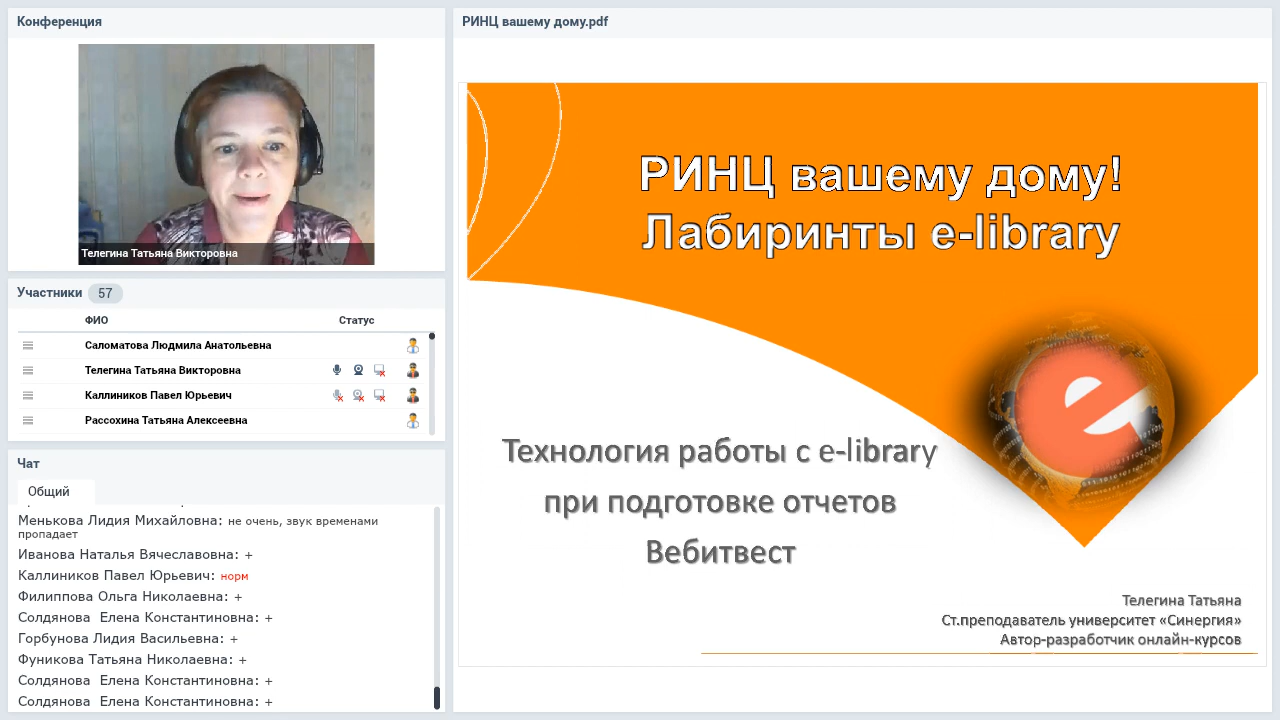 Конференция
Телегина Татьяна Викторовна
Участники 57
ФИО Статус
Саломатова Людмила Анатольевна
Телегина Татьяна Викторовна
Каллиников Павел Юрьевич
Рассохина Татьяна Алексеевна
Чат
Общий
Менькова Лидия Михайловна: не очень, звук временами
пропадает
Иванова Наталья Вячеславовна: +
Каллиников Павел Юрьевич: норм
Филиппова Ольга Николаевна: +
Солдянова Елена Константиновна: +
Горбунова Лидия Васильевна: +
Фуникова Татьяна Николаевна: +
Солдянова Елена Константиновна: +
Солдянова Елена Константиновна: +
РИНЦ вашему дому.pdf
РИНЦ вашему дому!
Лабиринты e-library
Технология работы с e-library
при подготовке отчетов
Вебитвест
Телегина Татьяна
Ст.преподаватель университет «Синергия»
Автор-разработчик онлайн-курсов